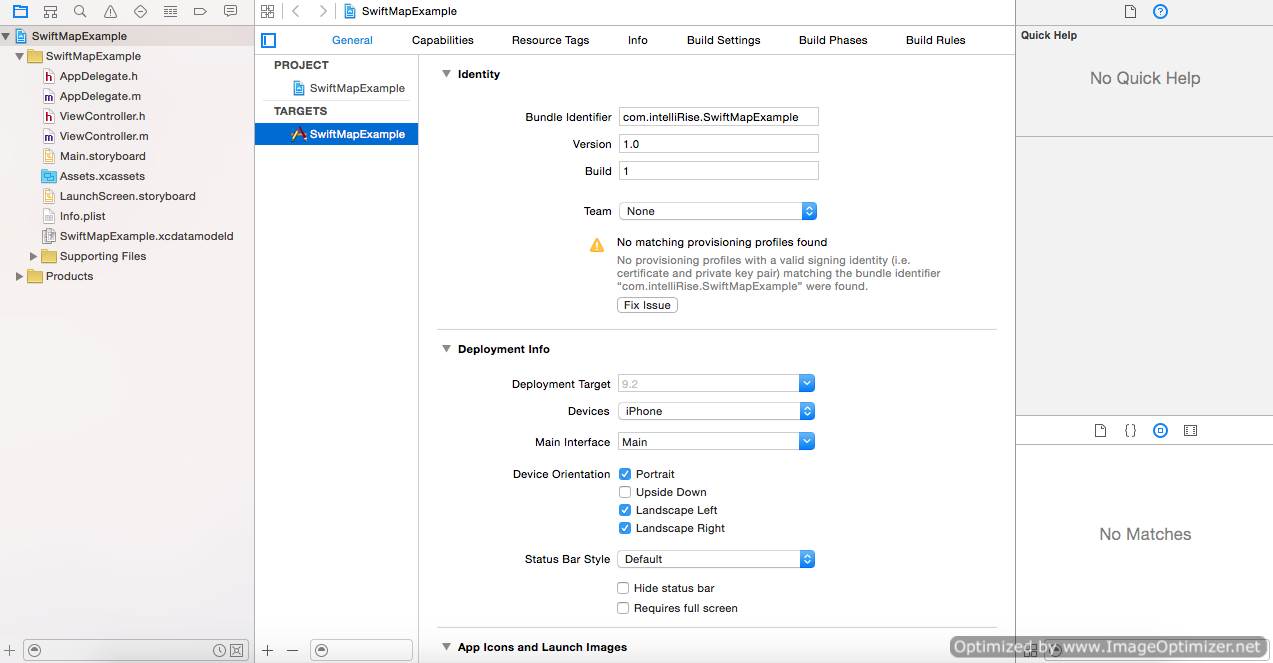 SwiftMapExample
SwiftMapExample
SwiftMapExample
AppDelegate.h
AppDelegate.m
ViewController.h
ViewController.m
Main.storyboard
Assets.xcassets
LaunchScreen.storyboard
Info.plist
SwiftMapExample.xcdatamodeld
Supporting Files
Products
General Capabilities Resource Tags Info Build Settings Build Phases Build Rules
PROJECT
SwiftMapExample
TARGETS
SwiftMapExample
Identity
Bundle Identifier com.intelliRise.SwiftMapExample
Version 1.0
Build 1
Team None
No matching provisioning profiles found
No provisioning profiles with a valid signing identity (i.e.
certificate and private key pair) matching the bundle identifier
“com.intelliRise.SwiftMapExample” were found.
Fix Issue
Deployment Info
Deployment Target 9.2
Devices iPhone
Main Interface Main
Device Orientation Portrait
Upside Down
Landscape Left
Landscape Right
Status Bar Style Default
Hide status bar
Requires full screen
App Icons and Launch Images
Quick Help
No Quick Help
No Matches
Optimized by www.ImageOptimizer.net